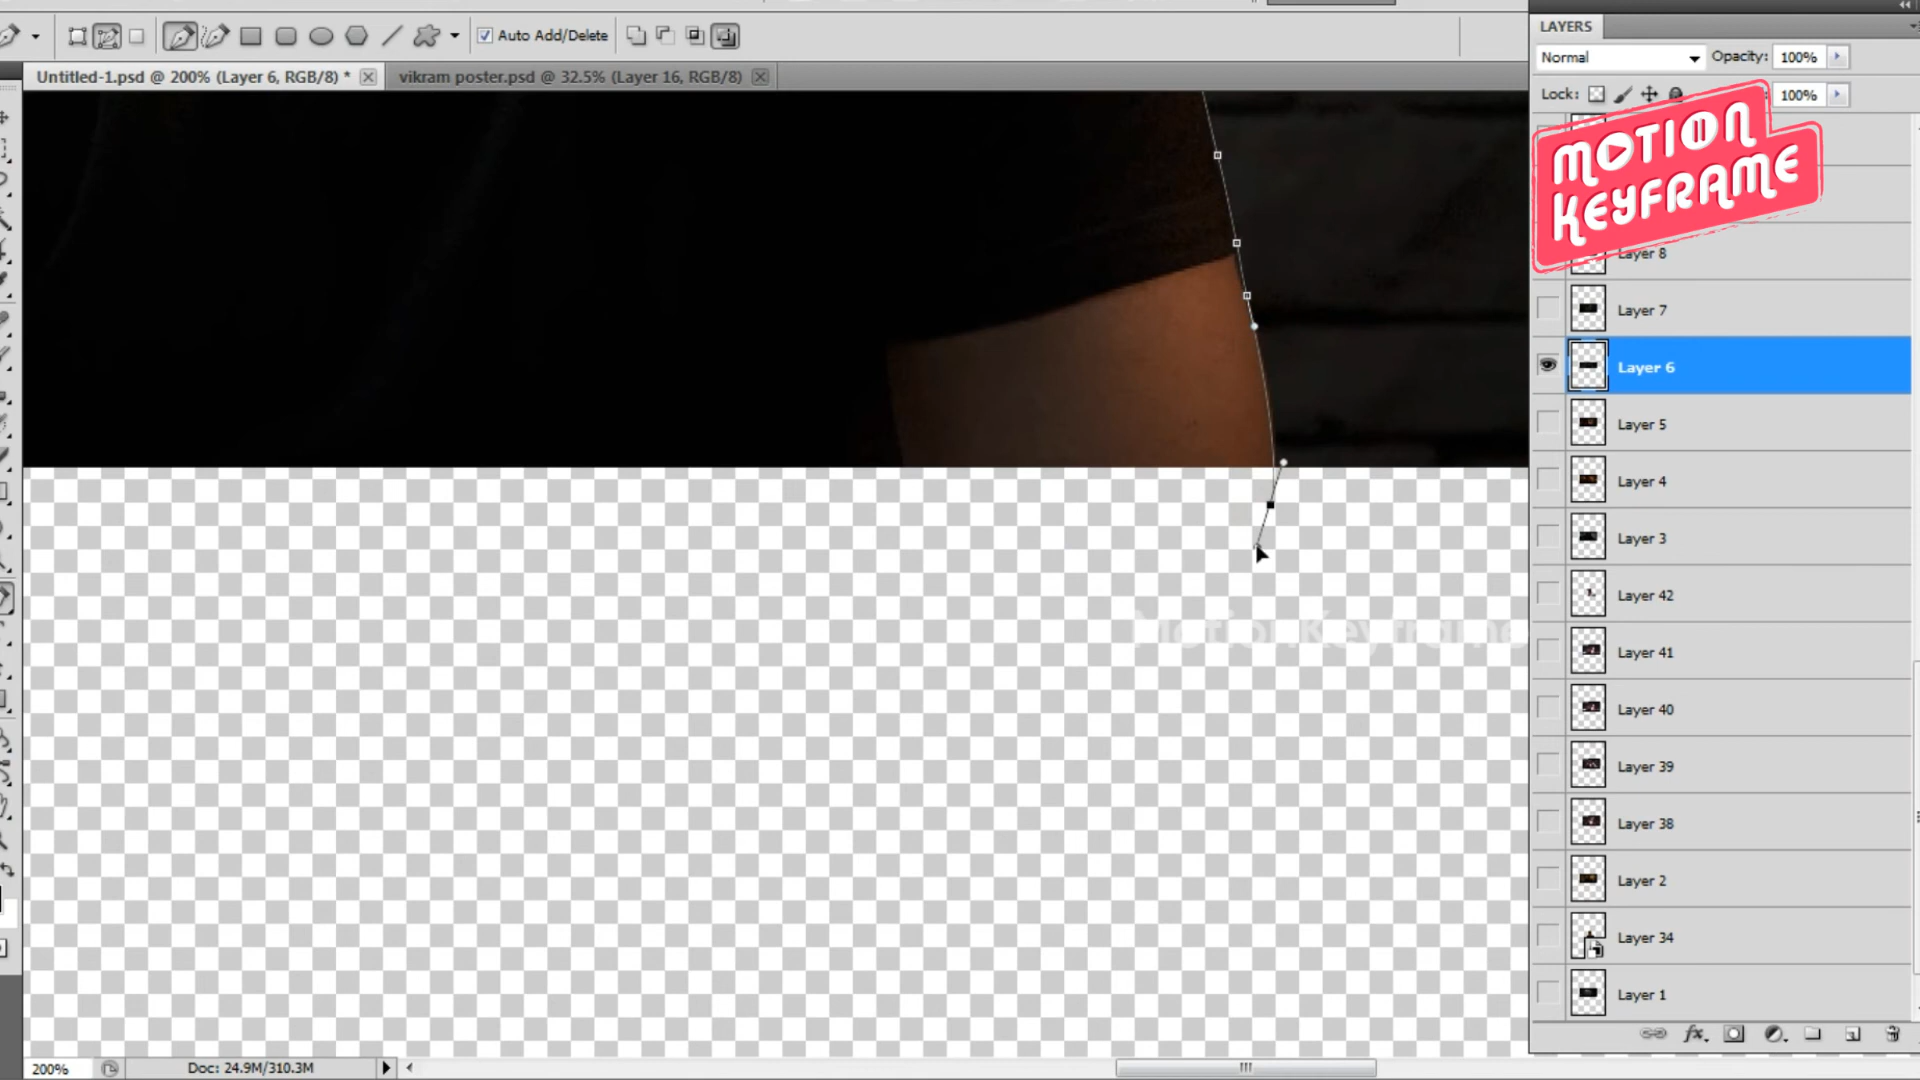 Auto Add/Delete
LAYERS
Normal
Opacity: 100%
Untitled-1.psd @ 200% (Layer 6, RGB/8) *
vikram poster.psd @ 32.5% (Layer 16, RGB/8)
Lock:
100%
MOTION
KEYFRAME
Layer 8
Layer 7
Layer 6
Layer 5
Layer 4
Layer 3
Layer 42
MotionKeyframe
Layer 41
Layer 40
Layer 39
Layer 38
Layer 2
Layer 34
Layer 1
fx
200%
Doc: 24.9M/310.3M